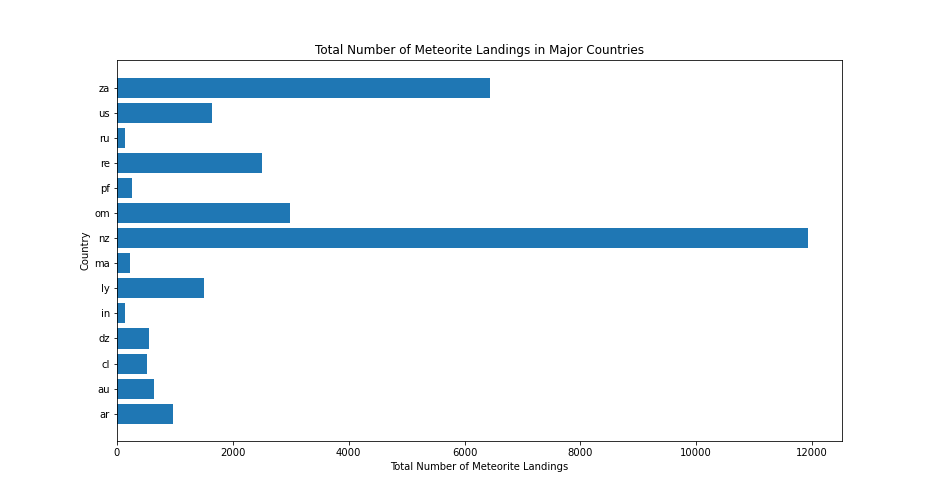 Total Number of Meteorite Landings in Major Countries
za
us
ru
re
pf
om
nz
ma
ly
in
dz
cl
au
ar
Country
0 2000 4000 6000 8000 10000 12000
Total Number of Meteorite Landings